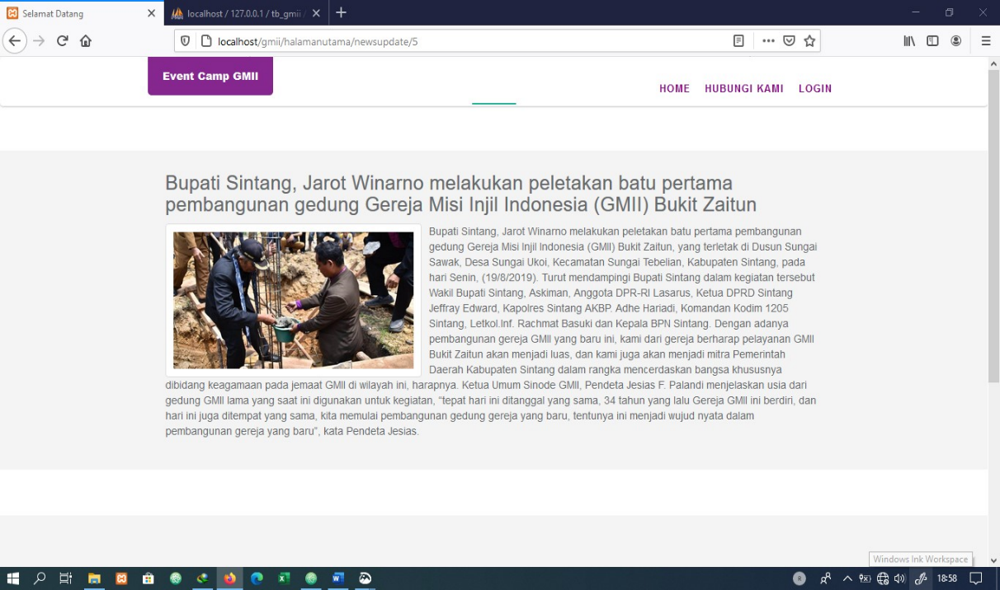 Selamat Datang
localhost / 127.0.0.1 / tb_gmii /
localhost/gmii/halamanutama/newsupdate/5
Event Camp GMII
HOME HUBUNGI KAMI LOGIN
Bupati Sintang, Jarot Winarno melakukan peletakan batu pertama
pembangunan gedung Gereja Misi Injil Indonesia (GMII) Bukit Zaitun
Bupati Sintang, Jarot Winarno melakukan peletakan batu pertama pembangunan
gedung Gereja Misi Injil Indonesia (GMII) Bukit Zaitun, yang terletak di Dusun Sungai
Sawak, Desa Sungai Ukoi, Kecamatan Sungai Tebelian, Kabupaten Sintang, pada
hari Senin, (19/8/2019). Turut mendampingi Bupati Sintang dalam kegiatan tersebut
Wakil Bupati Sintang, Askiman, Anggota DPR-RI Lasarus, Ketua DPRD Sintang
Jeffray Edward, Kapolres Sintang AKBP. Adhe Hariadi, Komandan Kodim 1205
Sintang, Letkol.Inf. Rachmat Basuki dan Kepala BPN Sintang. Dengan adanya
pembangunan gereja GMII yang baru ini, kami dari gereja berharap pelayanan GMII
Bukit Zaitun akan menjadi luas, dan kami juga akan menjadi mitra Pemerintah
Daerah Kabupaten Sintang dalam rangka mencerdaskan bangsa khususnya
dibidang keagamaan pada jemaat GMII di wilayah ini, harapnya. Ketua Umum Sinode GMII, Pendeta Jesias F. Palandi menjelaskan usia dari
gedung GMII lama yang saat ini digunakan untuk kegiatan, “tepat hari ini ditanggal yang sama, 34 tahun yang lalu Gereja GMII ini berdiri, dan
hari ini juga ditempat yang sama, kita memulai pembangunan gedung gereja yang baru, tentunya ini menjadi wujud nyata dalam
pembangunan gereja yang baru”, kata Pendeta Jesias.
Windows Ink Workspace
18:58